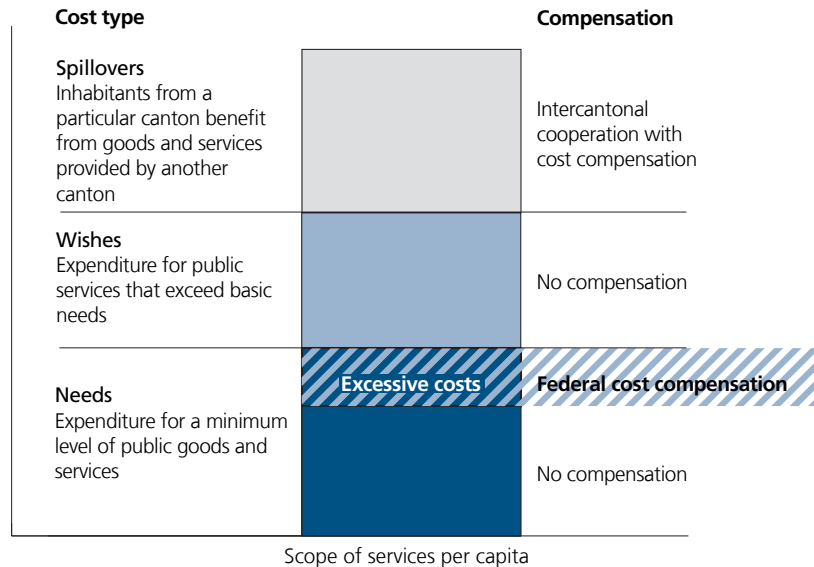 Cost type
Compensation
Spillovers
Inhabitants from a
particular canton benefit
from goods and services
provided by another
canton
Intercantonal
cooperation with
cost compensation
Wishes
Expenditure for public
services that exceed basic
needs
No compensation
Excessive costs
Federal cost compensation
Needs
Expenditure for a minimum
level of public goods and
services
No compensation
Scope of services per capita